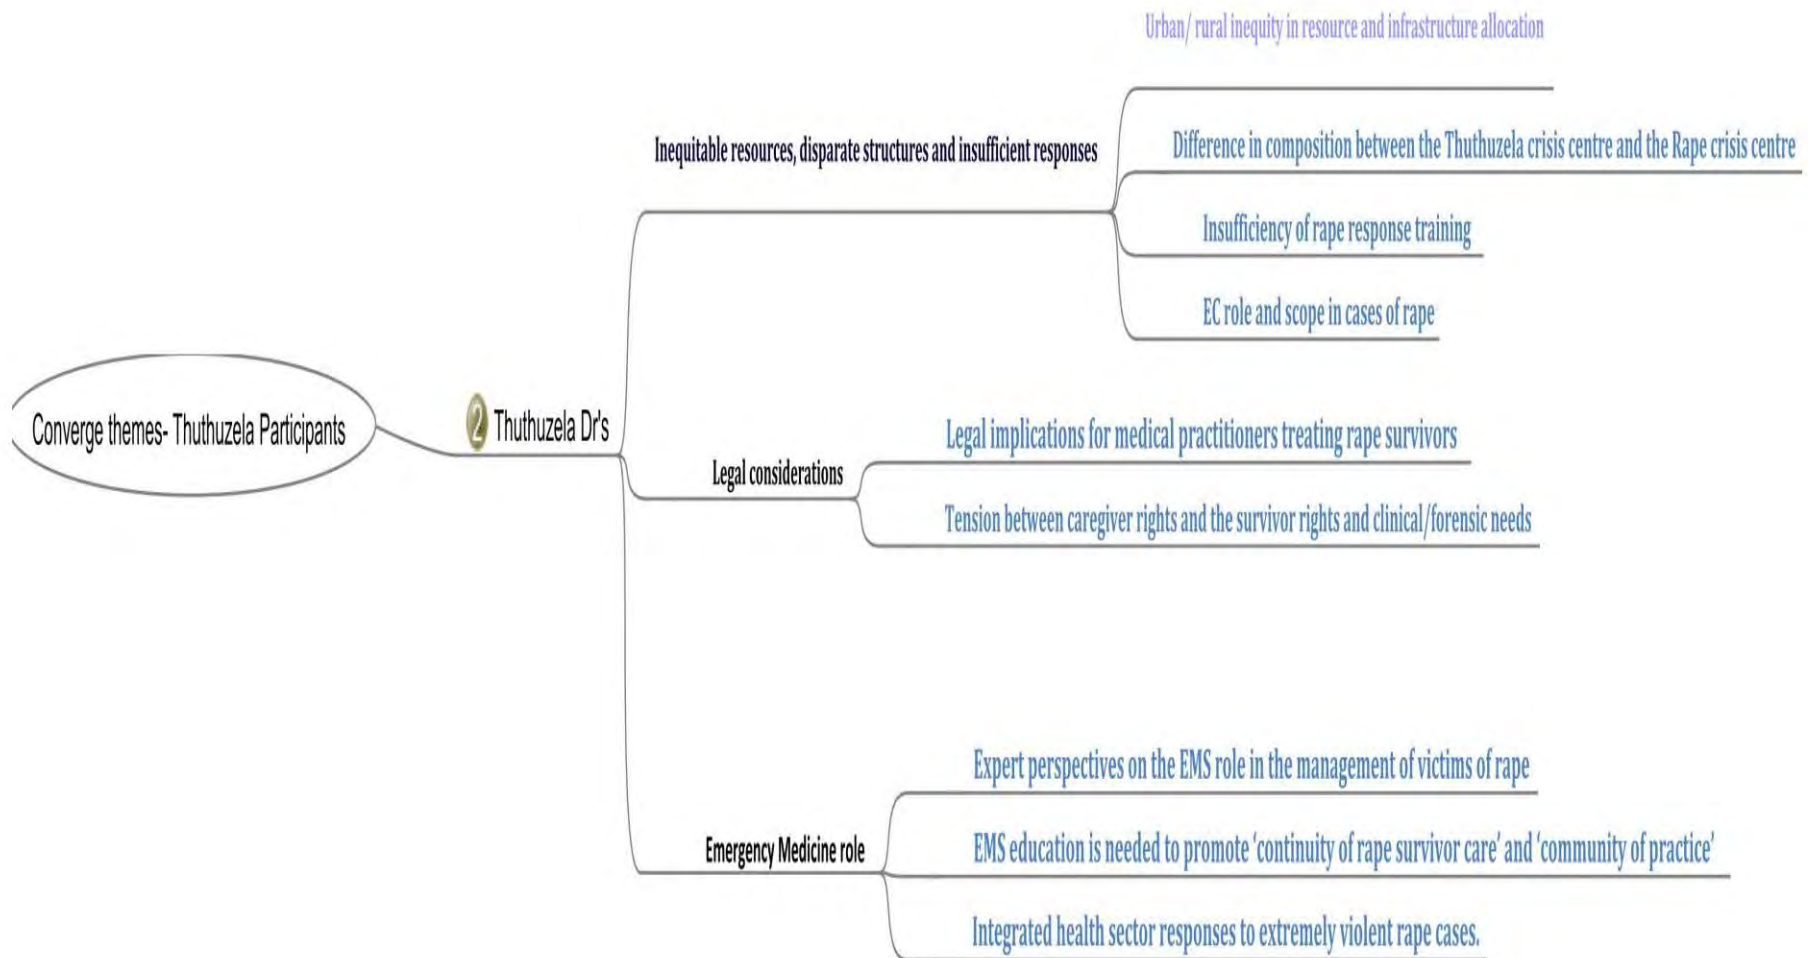 Urban/ rural inequity in resource and infrastructure allocation
Inequitable resources, disparate structures and insufficient responses
Difference in composition between the Thuthuzela crisis centre and the Rape crisis centre
Insufficiency of rape response training
EC role and scope in cases of rape
Converge themes- Thuthuzela Participants
2 Thuthuzela Dr's
Legal considerations
Legal implications for medical practitioners treating rape survivors
Tension between caregiver rights and the survivor rights and clinical/forensic needs
Emergency Medicine role
Expert perspectives on the EMS role in the management of victims of rape
EMS education is needed to promote ‘continuity of rape survivor care’ and ‘community of practice’
Integrated health sector responses to extremely violent rape cases.